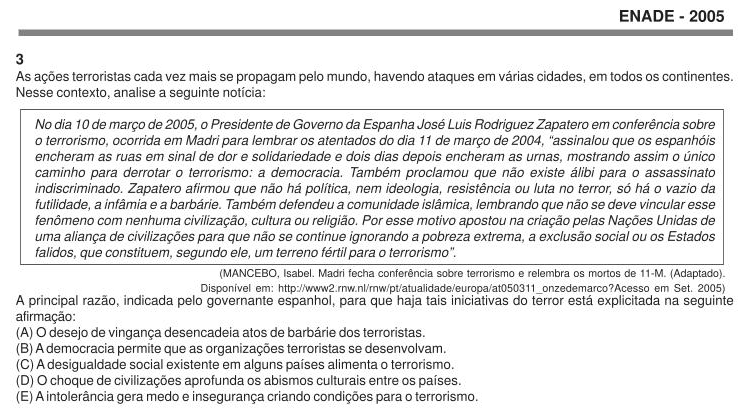 ENADE - 2005
3
As ações terroristas cada vez mais se propagam pelo mundo, havendo ataques em várias cidades, em todos os continentes.
Nesse contexto, analise a seguinte notícia:
No dia 10 de março de 2005, o Presidente de Governo da Espanha José Luis Rodriguez Zapatero em conferência sobre
o terrorismo, ocorrida em Madri para lembrar os atentados do dia 11 de março de 2004, “assinalou que os espanhóis
encheram as ruas em sinal de dor e solidariedade e dois dias depois encheram as urnas, mostrando assim o único
caminho para derrotar o terrorismo: a democracia. Também proclamou que não existe álibi para o assassinato
indiscriminado. Zapatero afirmou que não há política, nem ideologia, resistência ou luta no terror, só há o vazio da
futilidade, a infâmia e a barbárie. Também defendeu a comunidade islâmica, lembrando que não se deve vincular esse
fenômeno com nenhuma civilização, cultura ou religião. Por esse motivo apostou na criação pelas Nações Unidas de
uma aliança de civilizações para que não se continue ignorando a pobreza extrema, a exclusão social ou os Estados
falidos, que constituem, segundo ele, um terreno fértil para o terrorismo”.
(MANCEBO, Isabel. Madri fecha conferência sobre terrorismo e relembra os mortos de 11-M. (Adaptado).
Disponível em: http://www2.rnw.nl/rnw/pt/atualidade/europa/at050311_onzedemarco?Acesso em Set. 2005)
A principal razão, indicada pelo governante espanhol, para que haja tais iniciativas do terror está explicitada na seguinte
afirmação:
(A) O desejo de vingança desencadeia atos de barbárie dos terroristas.
(B) A democracia permite que as organizações terroristas se desenvolvam.
(C) A desigualdade social existente em alguns países alimenta o terrorismo.
(D) O choque de civilizações aprofunda os abismos culturais entre os países.
(E) A intolerância gera medo e insegurança criando condições para o terrorismo.